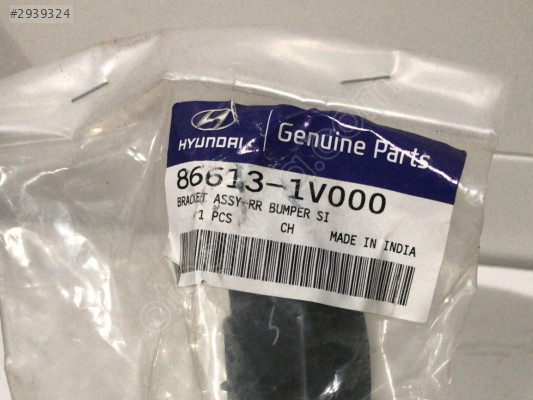 #2939324
HYUNDAI
Genuine Parts
86613-1V000
BRACKET ASSY-RR BUMPER SI
1 PCS CH MADE IN INDIA